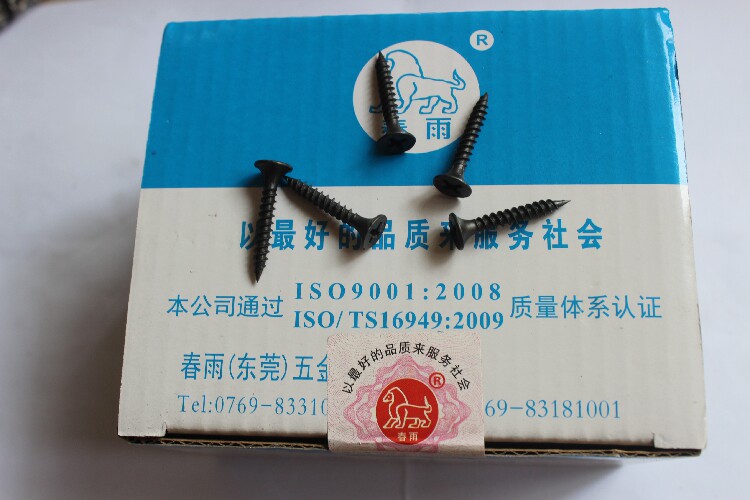 ®
春雨
以最好的品质来服务社会
本公司通过 ISO9001:2008 质量体系认证
ISO/TS16949:2009
春雨(东莞)五金
以最好的品质来服务社会
®
春雨
Tel:0769-8331 69-83181001